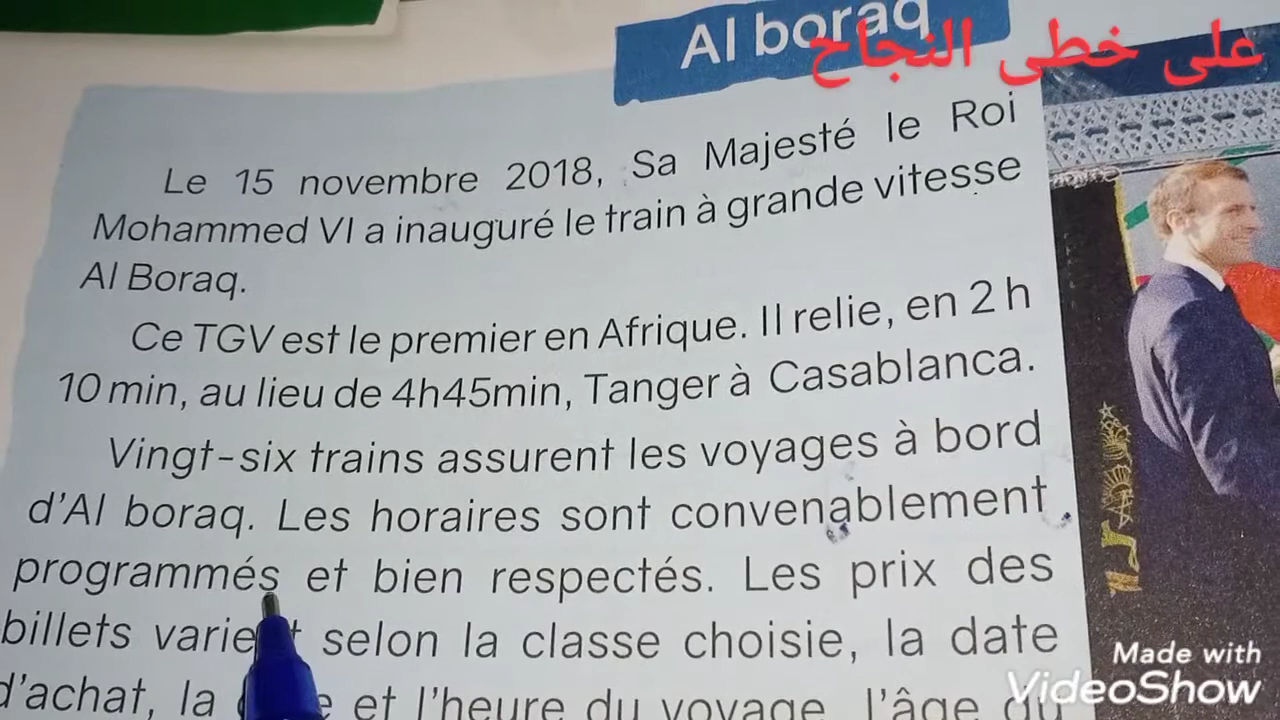 Al boraq
على خطى النجاح
Le 15 novembre 2018, Sa Majesté le Roi
Mohammed VI a inauguré le train à grande vitesse
Al Boraq.
Ce TGV est le premier en Afrique. Il relie, en 2 h
10 min, au lieu de 4h45min, Tanger à Casablanca.
Vingt-six trains assurent les voyages à bord
d'Al boraq. Les horaires sont convenablement
programmés et bien respectés. Les prix des
billets selon la classe choisie, la date
d'achat, la et l'heure du voyage, l'âge du
Made with
VideoShow